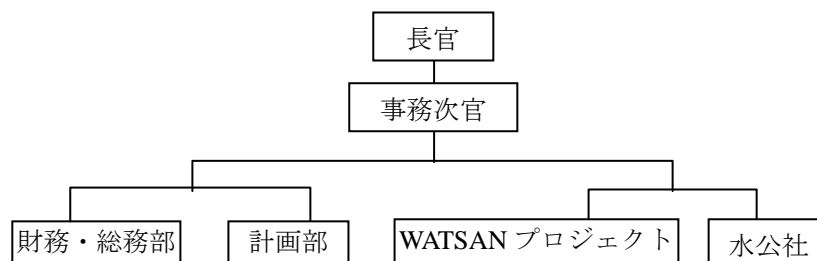 長官
事務次官
財務・総務部
計画部
WATSAN プロジェクト
水公社